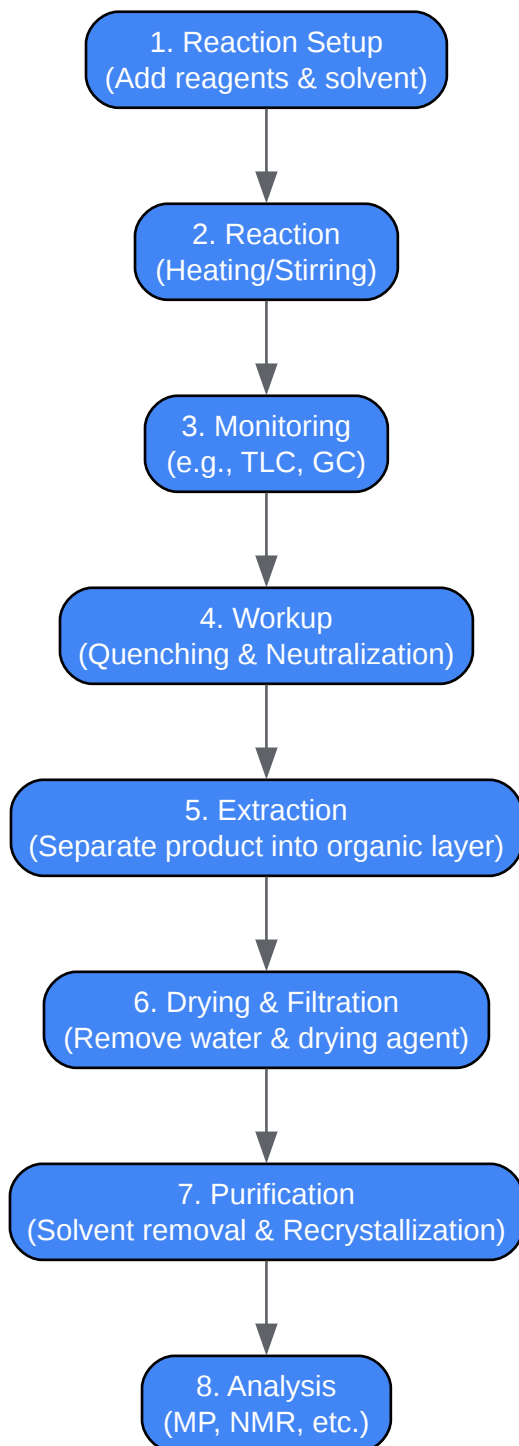 1. Reaction Setup
(Add reagents & solvent)
2. Reaction
(Heating/Stirring)
3. Monitoring
(e.g., TLC, GC)
4. Workup
(Quenching & Neutralization)
5. Extraction
(Separate product into organic layer)
6. Drying & Filtration
(Remove water & drying agent)
7. Purification
(Solvent removal & Recrystallization)
8. Analysis
(MP, NMR, etc.)